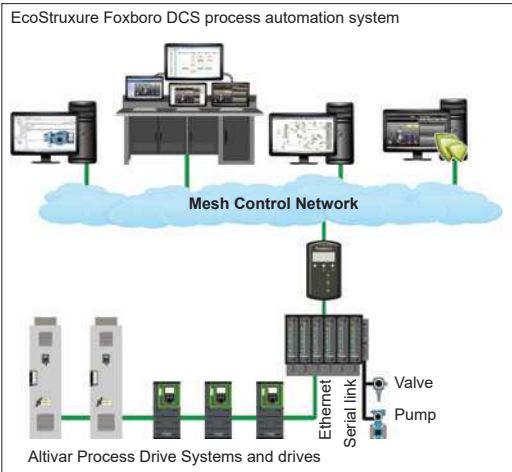 EcoStruxure Foxboro DCS process automation system
Mesh Control Network
Ethernet
Serial link
Valve
Pump
Altivar Process Drive Systems and drives